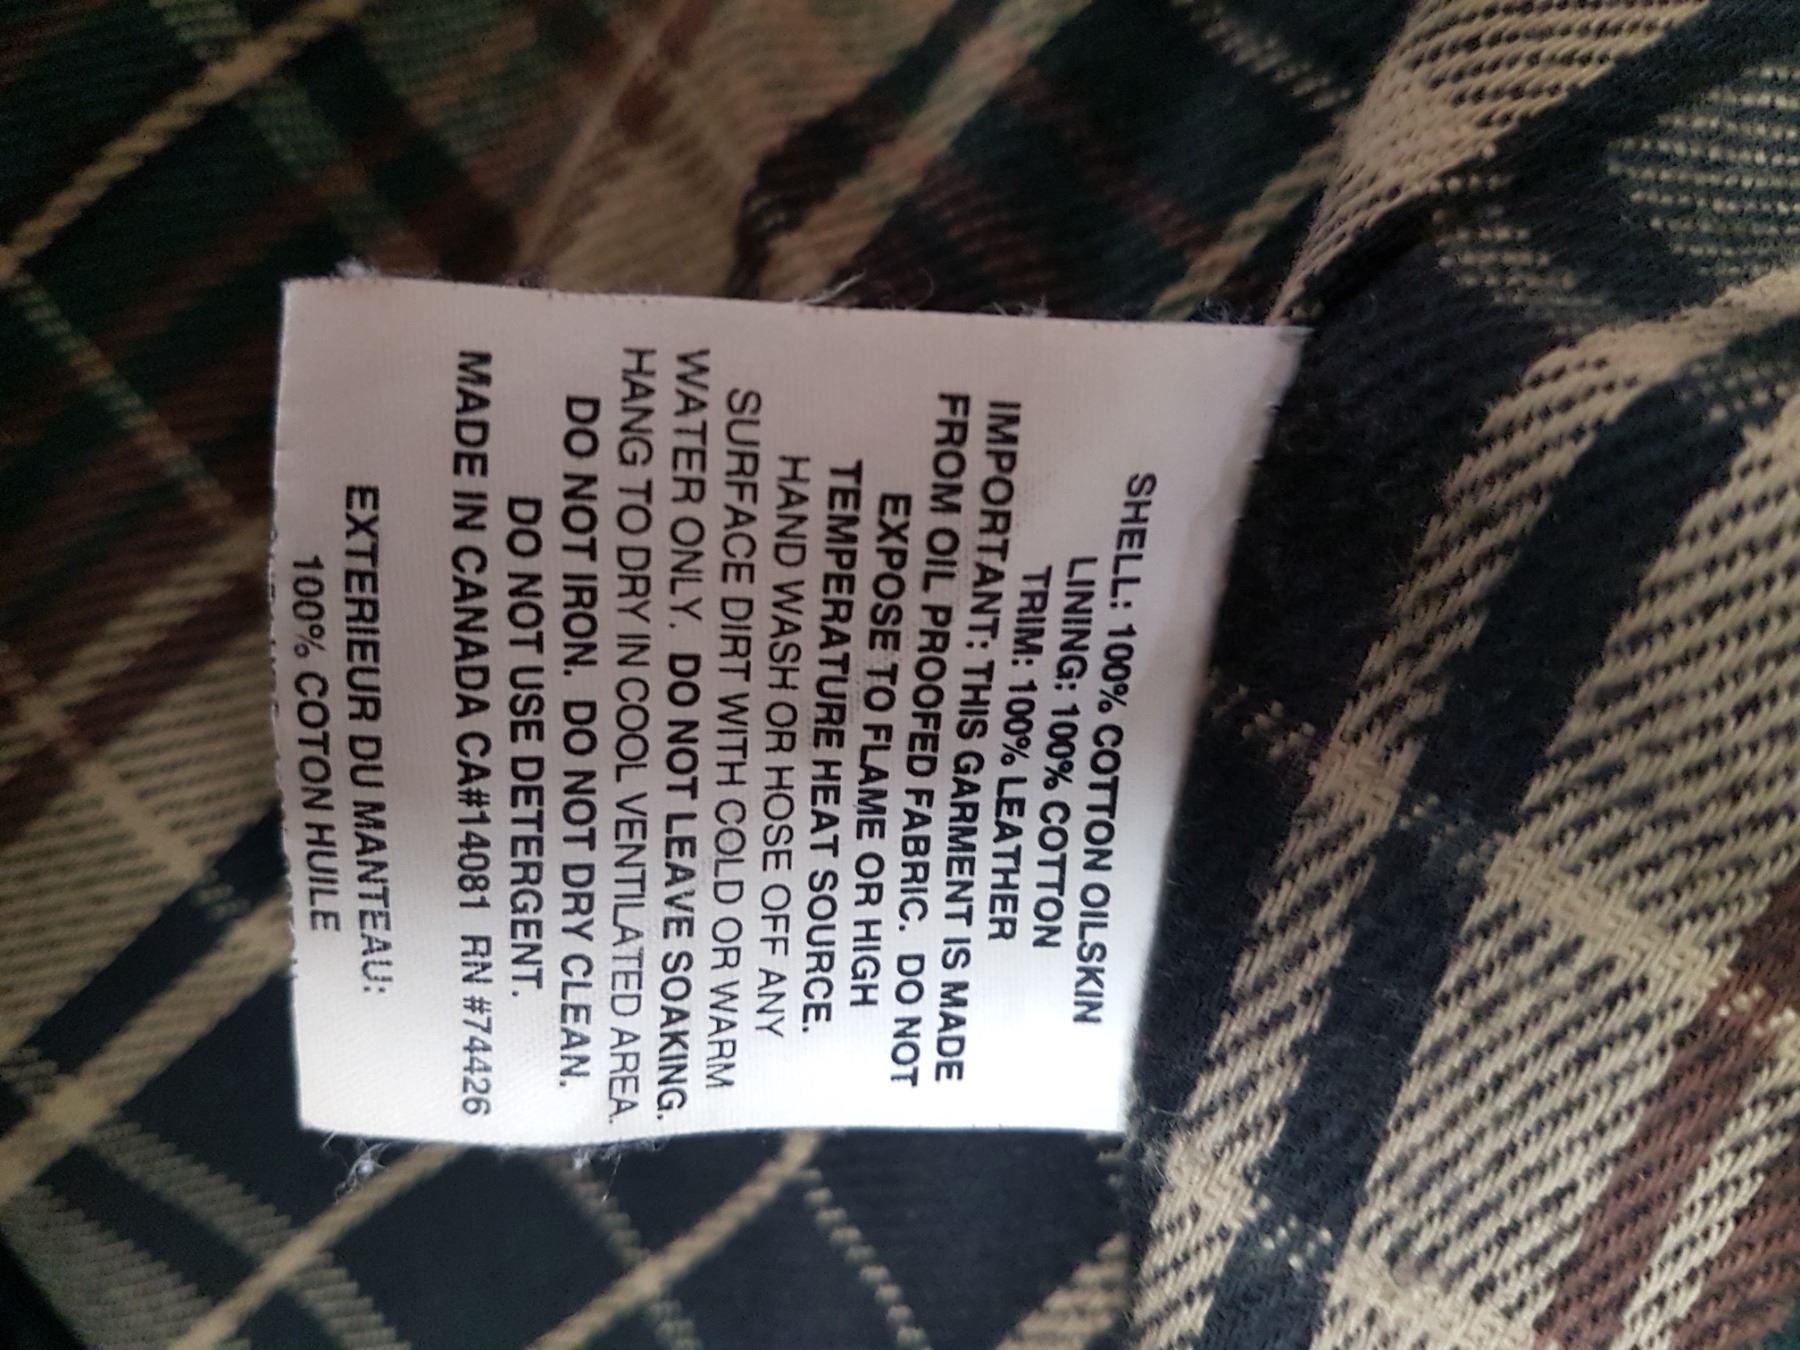 SHELL: 100% COTTON OILSKIN
LINING: 100% COTTON
TRIM: 100% LEATHER
IMPORTANT: THIS GARMENT IS MADE
FROM OIL PROOFED FABRIC. DO NOT
EXPOSE TO FLAME OR HIGH
TEMPERATURE HEAT SOURCE.
HAND WASH OR HOSE OFF ANY
SURFACE DIRT WITH COLD OR WARM
WATER ONLY. DO NOT LEAVE SOAKING.
HANG TO DRY IN COOL VENTILATED AREA.
DO NOT IRON. DO NOT DRY CLEAN.
DO NOT USE DETERGENT.
MADE IN CANADA CA#14081 RN #74426
EXTERIEUR DU MANTEAU:
100% COTON HUILE